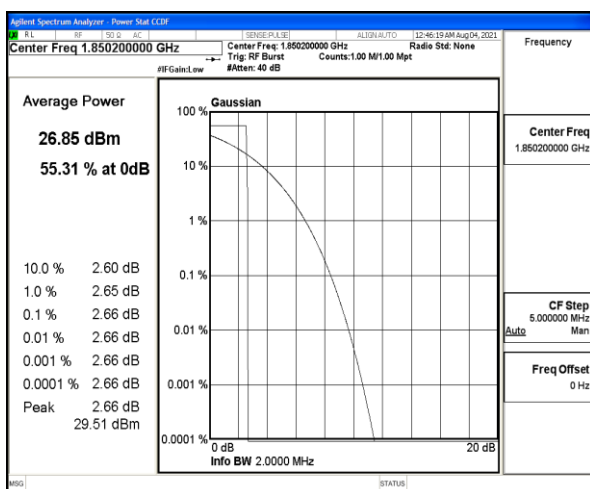 Agilent Spectrum Analyzer - Power Stat CCDF
LXI RL RF 50 Ω AC SENSE:PULSE ALIGN AUTO 12:46:19 AM Aug 04, 2021
Center Freq 1.850200000 GHz
Center Freq: 1.850200000 GHz Radio Std: None
Trig: RF Burst Counts:1.00 M/1.00 Mpt
#IFGain:Low #Atten: 40 dB
Frequency
Average Power
26.85 dBm
55.31 % at 0dB
10.0 % 2.60 dB
1.0 % 2.65 dB
0.1 % 2.66 dB
0.01 % 2.66 dB
0.001 % 2.66 dB
0.0001 % 2.66 dB
Peak 2.66 dB
29.51 dBm
Gaussian
100 %
10 %
1 %
0.1 %
0.01 %
0.001 %
0.0001 %
0 dB 20 dB
Info BW 2.0000 MHz
Center Freq
1.850200000 GHz
CF Step
5.000000 MHz
Auto Man
Freq Offset
0 Hz
MSG STATUS